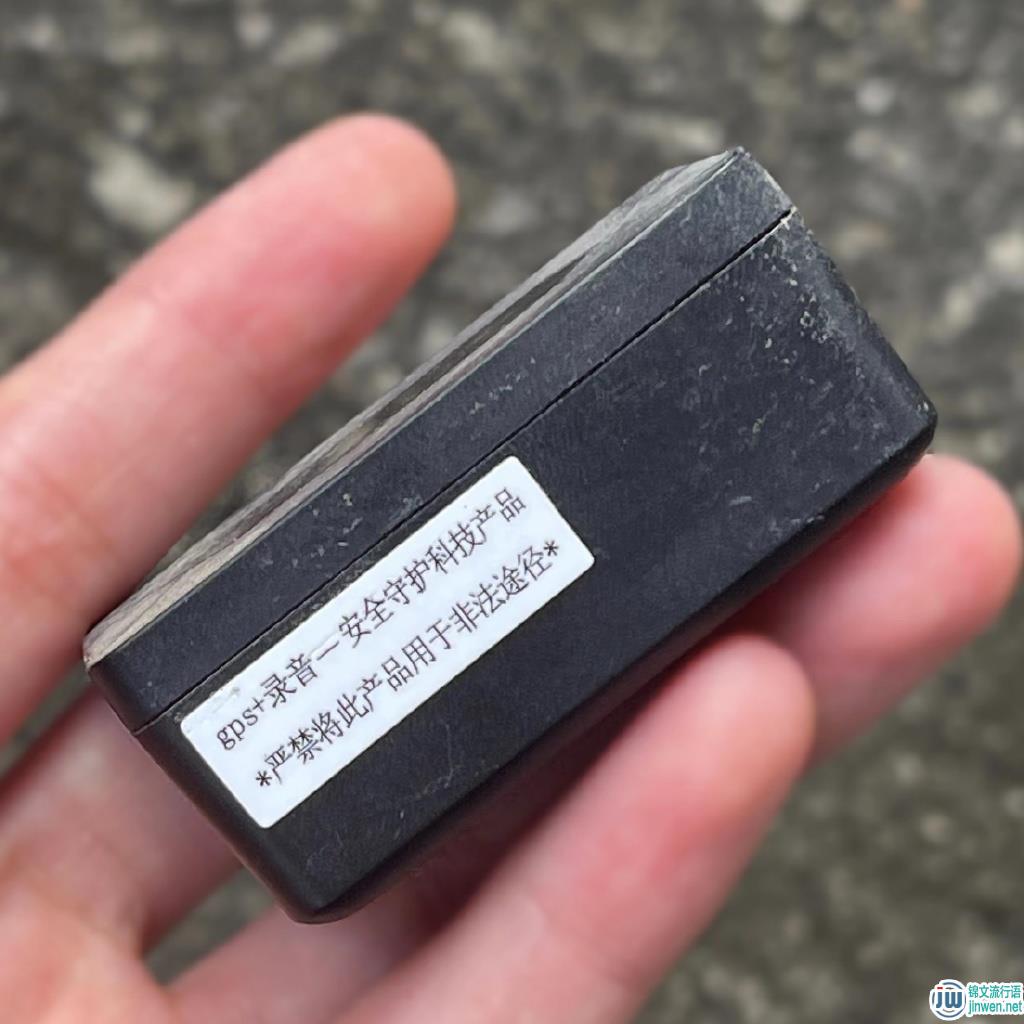 gps+录音一安全守护科技产品
*严禁将此产品用于非法途径*
JW 锦文流行语
jinwen.net